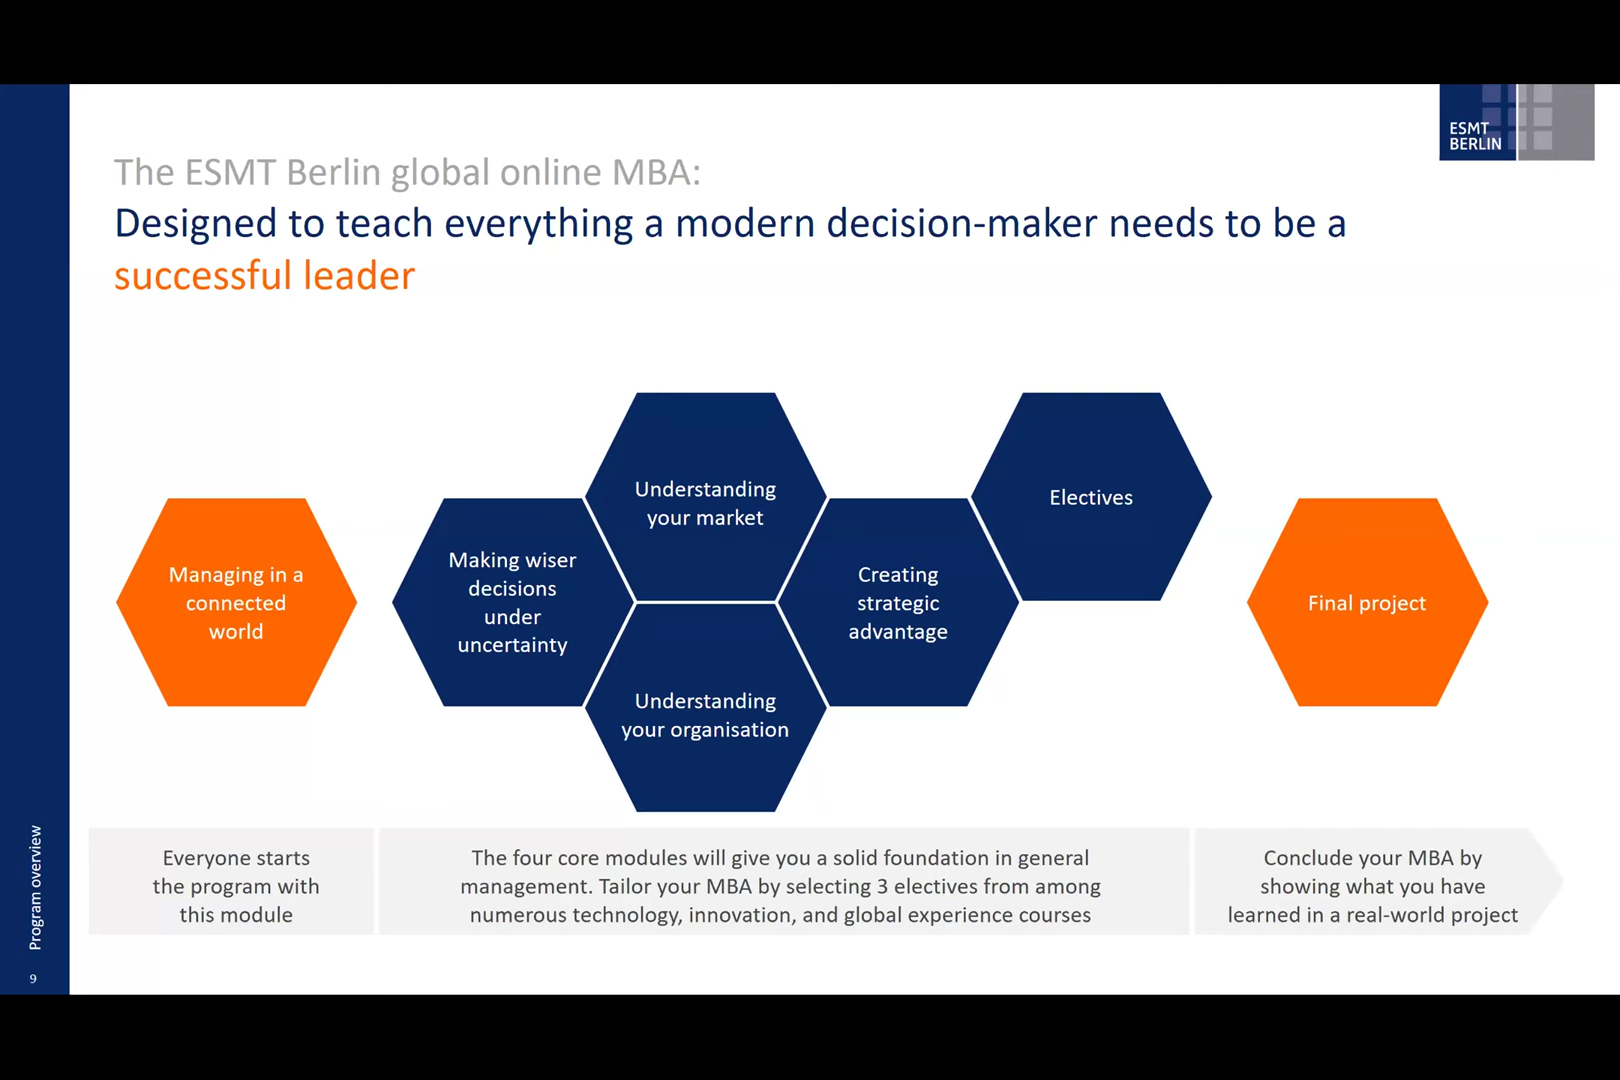 ESMT
BERLIN
The ESMT Berlin global online MBA:
Designed to teach everything a modern decision-maker needs to be a
successful leader
Managing in a
connected
world
Making wiser
decisions
under
uncertainty
Understanding
your market
Understanding
your organisation
Creating
strategic
advantage
Electives
Final project
Everyone starts
the program with
this module
The four core modules will give you a solid foundation in general
management. Tailor your MBA by selecting 3 electives from among
numerous technology, innovation, and global experience courses
Conclude your MBA by
showing what you have
learned in a real-world project
Program overview
9